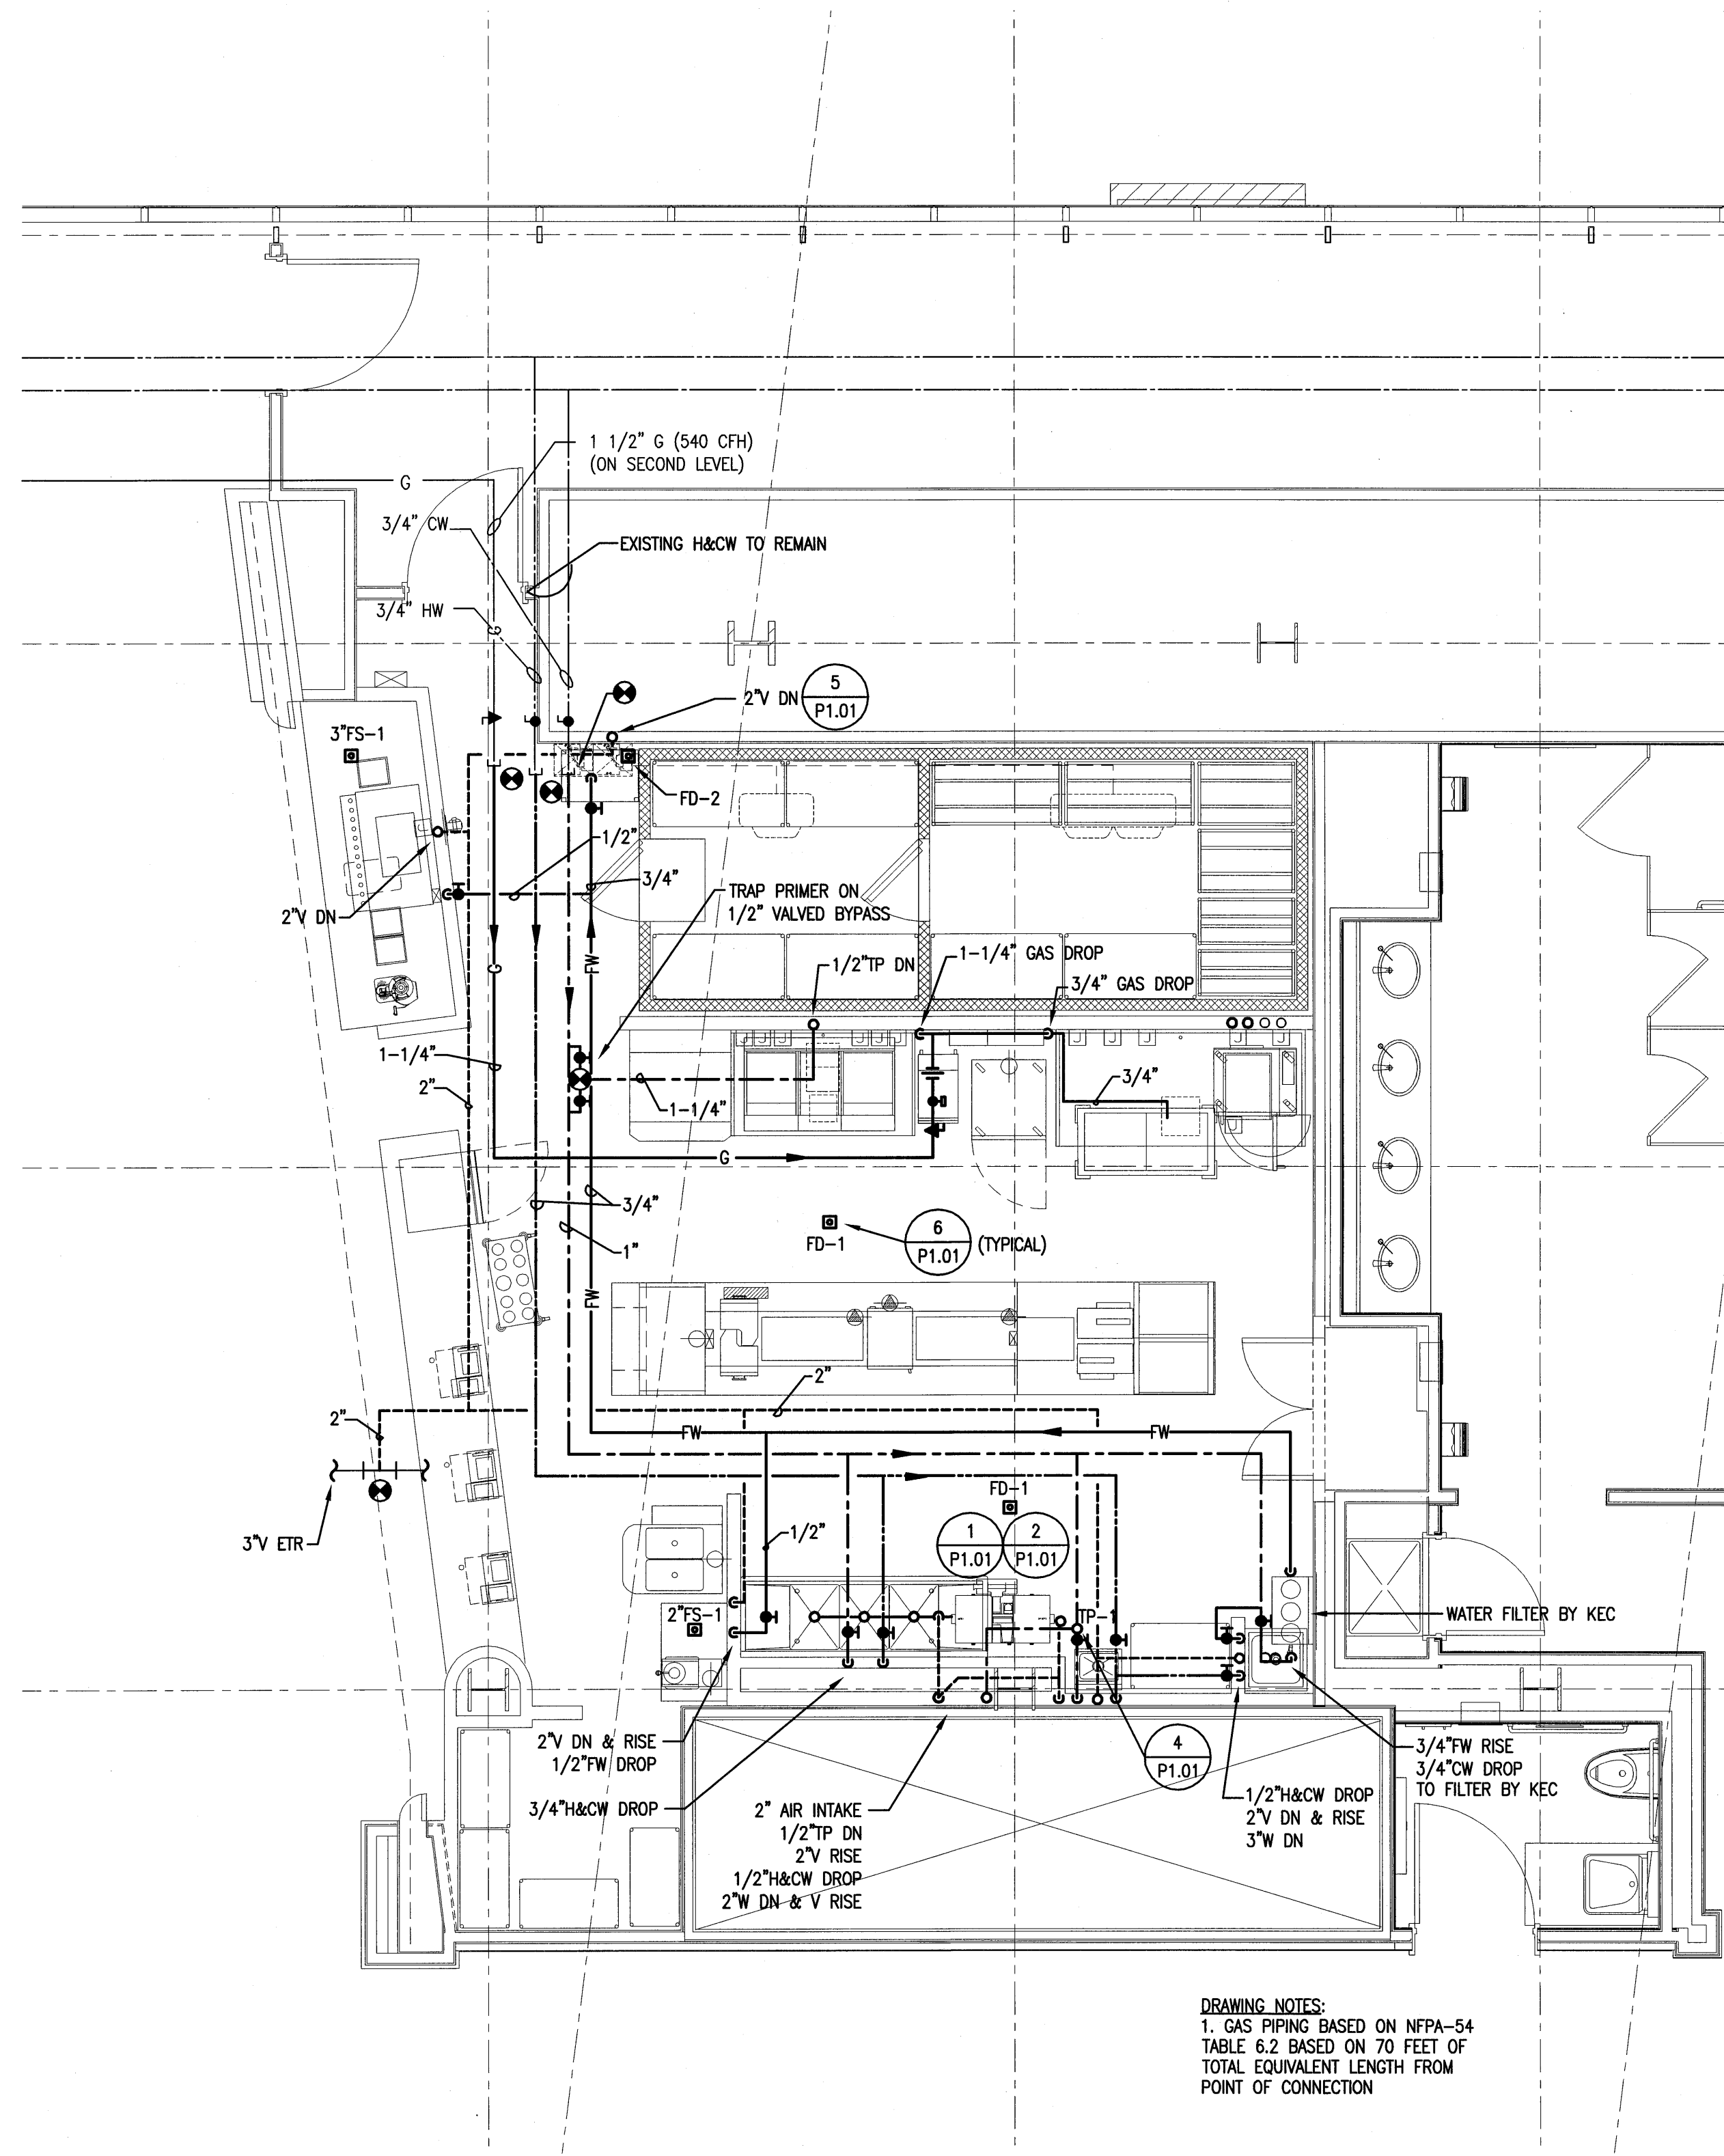 1 1/2" G (540 CFH)
(ON SECOND LEVEL)
G
3/4" CW
EXISTING H&CW TO REMAIN
3/4" HW
G
5
P1.01
2"V DN
3"FS-1
FD-2
1/2"
3/4"
TRAP PRIMER ON
1/2" VALVED BYPASS
2"V DN
FW
1/2"TP DN
1-1/4" GAS DROP
3/4" GAS DROP
G
1-1/4"
2"
1-1/4"
3/4"
G
3/4"
1"
FD-1
6
P1.01
(TYPICAL)
FW
2"
2"
FW
FW
3"V ETR
FD-1
1
P1.01
2
P1.01
1/2"
2"FS-1
TP-1
WATER FILTER BY KEC
2"V DN & RISE
1/2"FW DROP
4
P1.01
3/4"FW RISE
3/4"CW DROP
TO FILTER BY KEC
3/4"H&CW DROP
2" AIR INTAKE
1/2"TP DN
2"V RISE
1/2"H&CW DROP
2"W DN & V RISE
1/2"H&CW DROP
2"V DN & RISE
3"W DN
DRAWING NOTES:
1. GAS PIPING BASED ON NFPA-54
TABLE 6.2 BASED ON 70 FEET OF
TOTAL EQUIVALENT LENGTH FROM
POINT OF CONNECTION